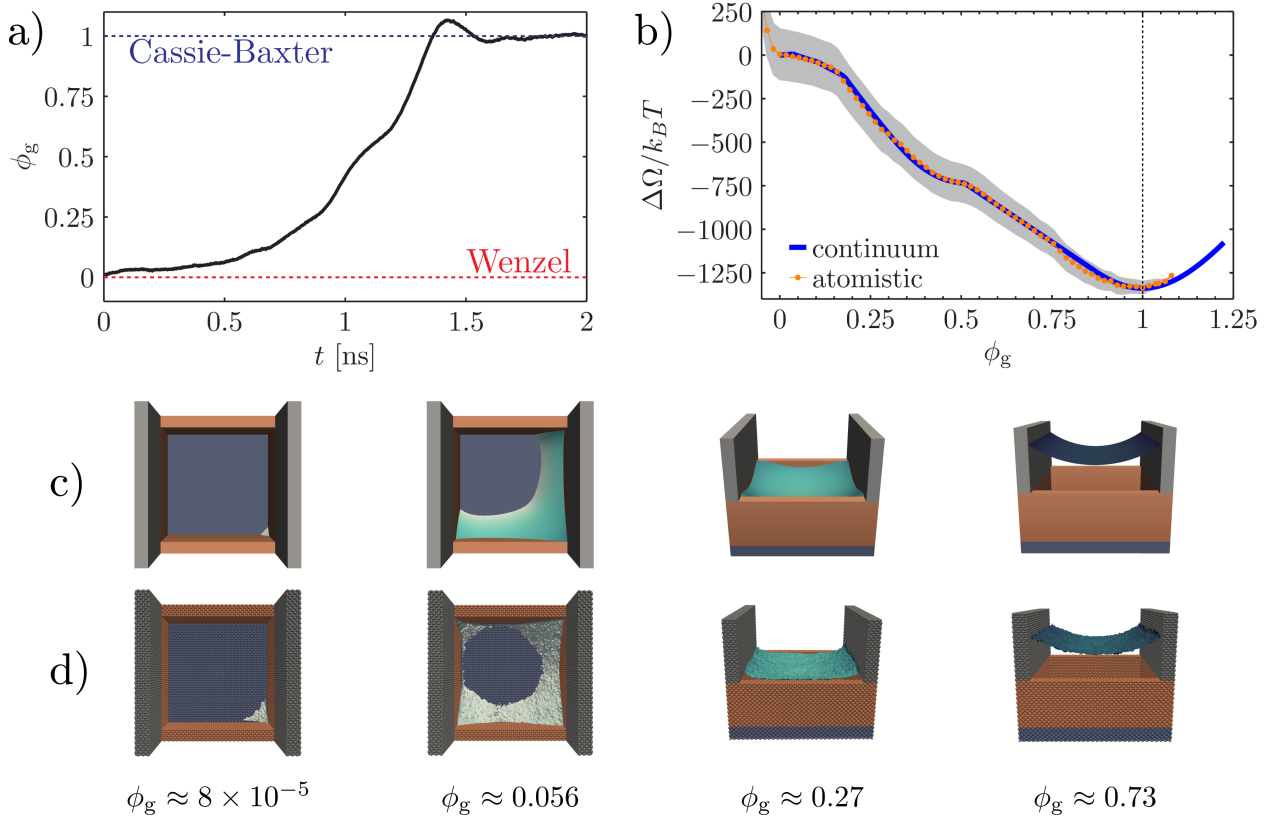 a)
1
0.75
0.5
0.25
0
ϕg
Cassie-Baxter
Wenzel
0 0.5 1 1.5 2
t [ns]
b)
250
0
−250
−500
−750
−1000
−1250
ΔΩ/kBT
continuum
atomistic
0 0.25 0.5 0.75 1 1.25
ϕg
c)
d)
ϕg ≈ 8 × 10⁻⁵ ϕg ≈ 0.056 ϕg ≈ 0.27 ϕg ≈ 0.73